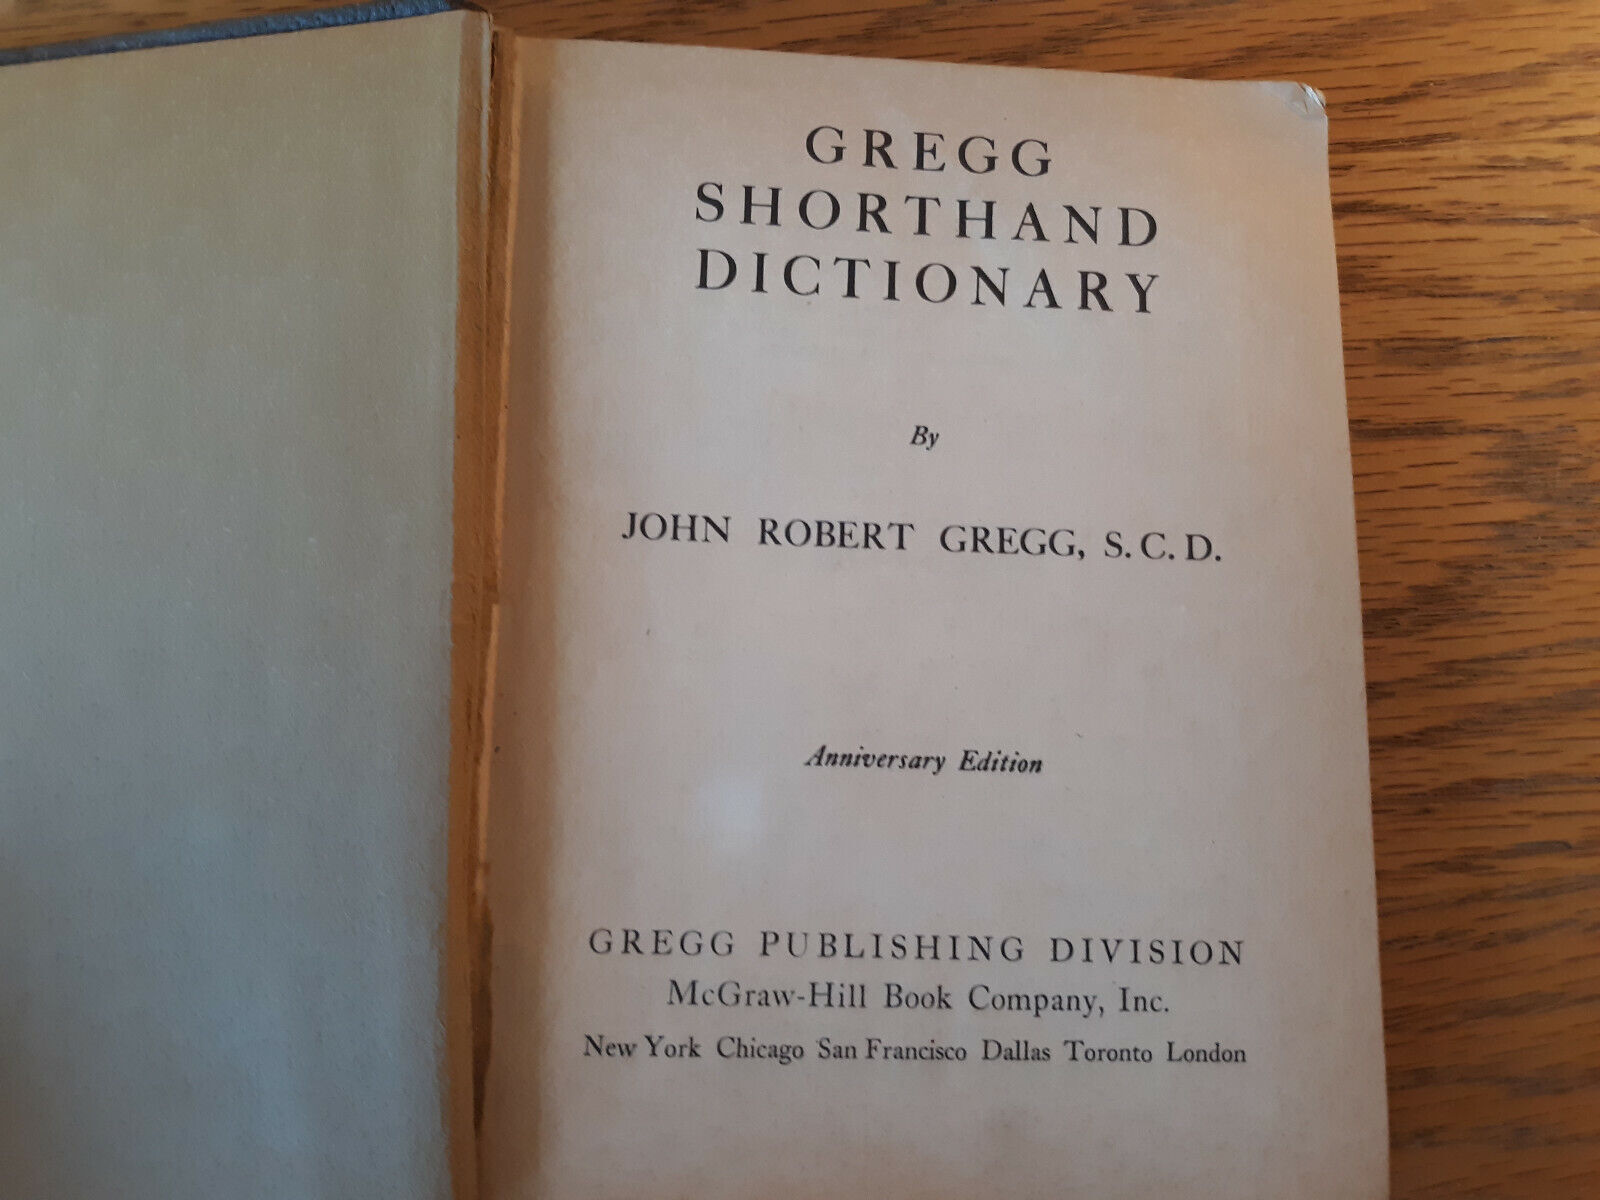 GREGG
SHORTHAND
DICTIONARY
By
JOHN ROBERT GREGG, S.C.D.
Anniversary Edition
GREGG PUBLISHING DIVISION
McGraw-Hill Book Company, Inc.
New York Chicago San Francisco Dallas Toronto London